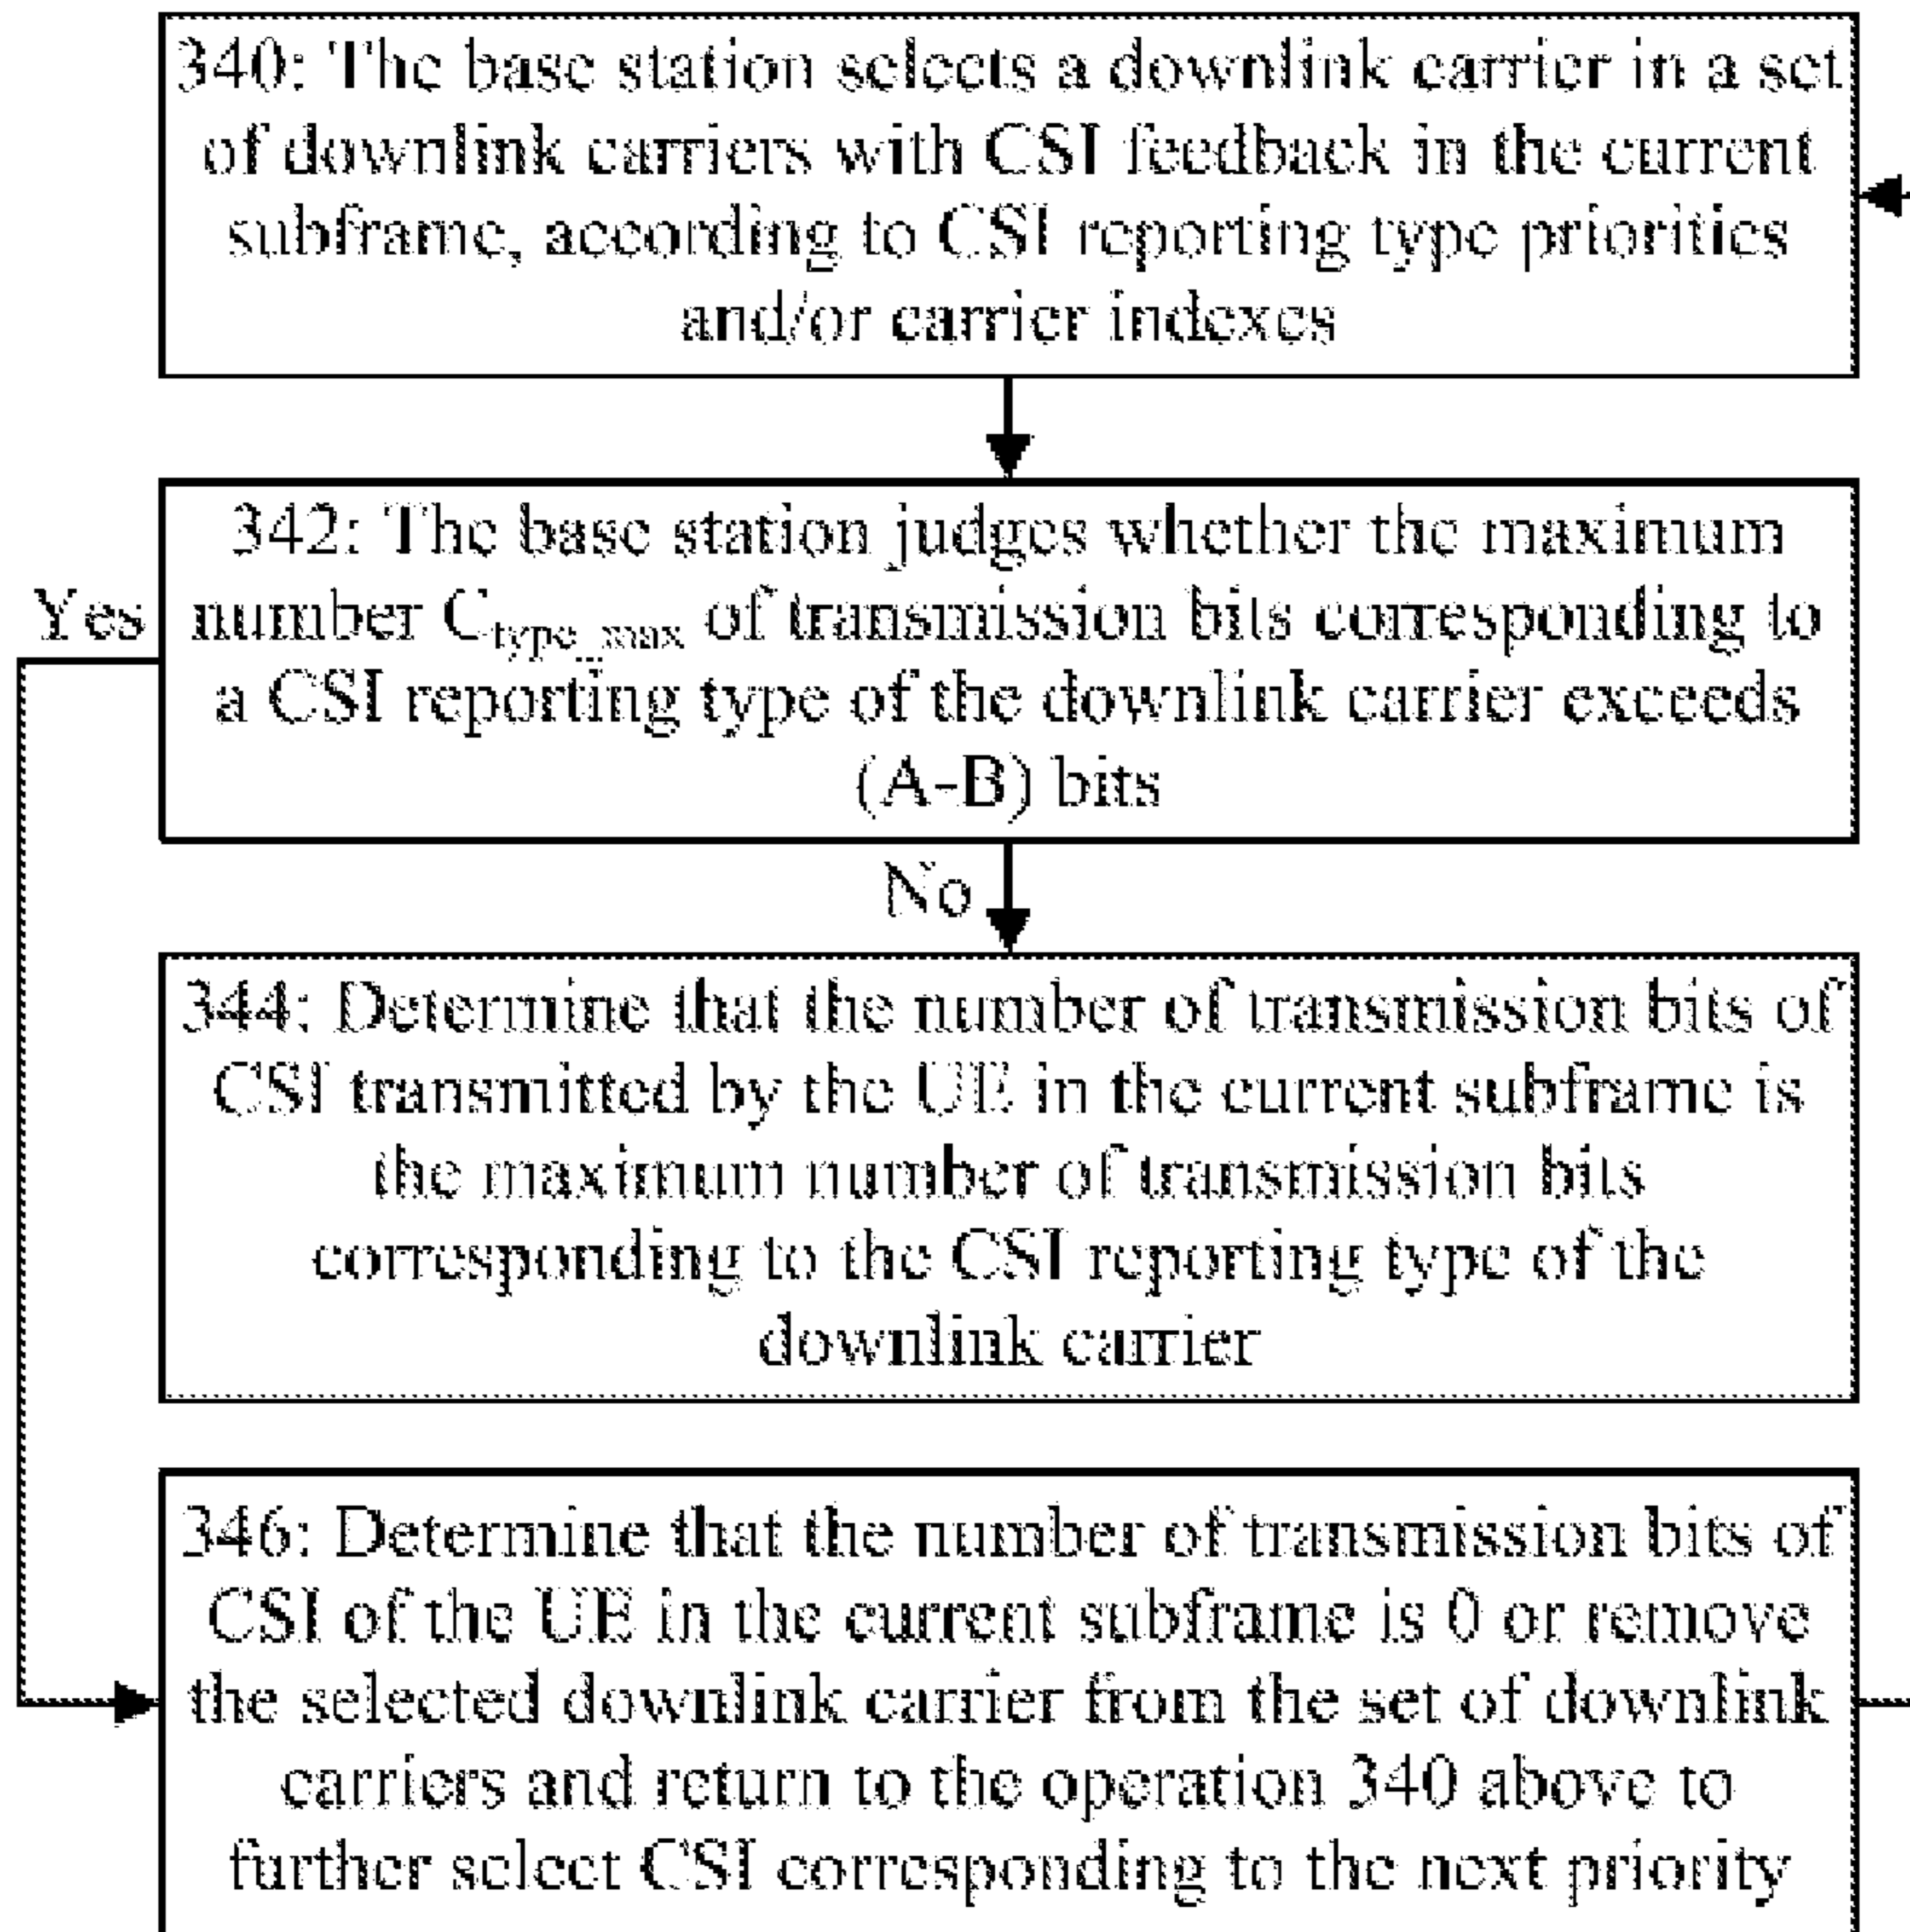 340: The base station selects a downlink carrier in a set
of downlink carriers with CSI feedback in the current
subframe, according to CSI reporting type priorities
and/or carrier indexes
342: The base station judges whether the maximum
Yes
number C_type_max of transmission bits corresponding to
a CSI reporting type of the downlink carrier exceeds
(A-B) bits
No
344: Determine that the number of transmission bits of
CSI transmitted by the UE in the current subframe is
the maximum number of transmission bits
corresponding to the CSI reporting type of the
downlink carrier
346: Determine that the number of transmission bits of
CSI of the UE in the current subframe is 0 or remove
the selected downlink carrier from the set of downlink
carriers and return to the operation 340 above to
further select CSI corresponding to the next priority